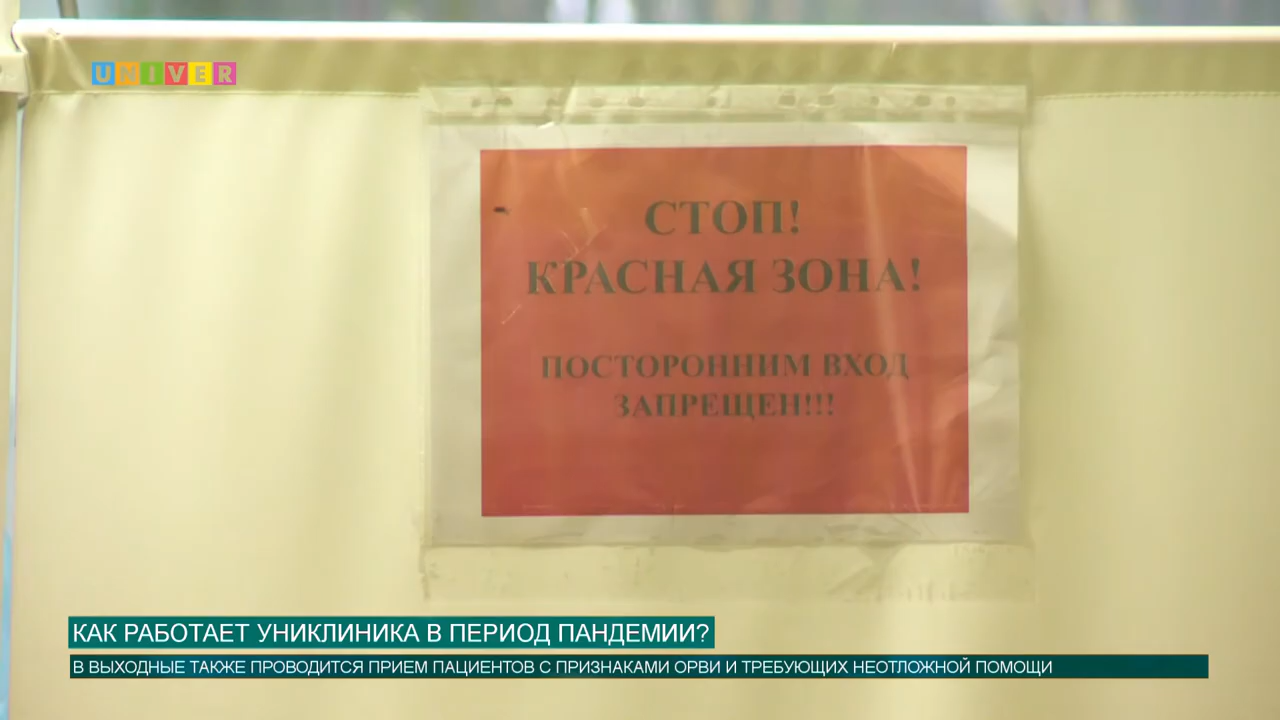 UNIVER
СТОП!
КРАСНАЯ ЗОНА!
ПОСТОРОННИМ ВХОД
ЗАПРЕЩЕН!!!
КАК РАБОТАЕТ УНИКЛИНИКА В ПЕРИОД ПАНДЕМИИ?
В ВЫХОДНЫЕ ТАКЖЕ ПРОВОДИТСЯ ПРИЕМ ПАЦИЕНТОВ С ПРИЗНАКАМИ ОРВИ И ТРЕБУЮЩИХ НЕОТЛОЖНОЙ ПОМОЩИ